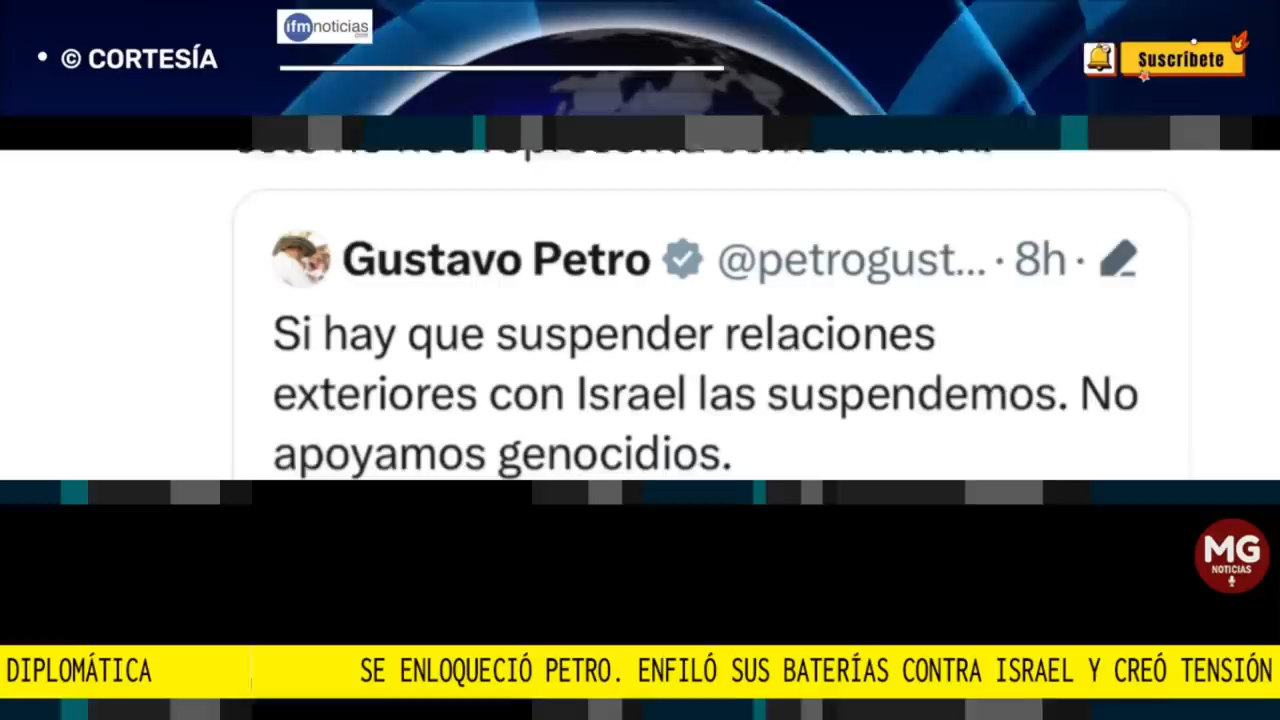 • © CORTESÍA
ifmnoticias
.com
Suscríbete
Gustavo Petro @petrogust... · 8h ·
Si hay que suspender relaciones
exteriores con Israel las suspendemos. No
apoyamos genocidios.
MG
NOTICIAS
DIPLOMÁTICA SE ENLOQUECIÓ PETRO. ENFILÓ SUS BATERÍAS CONTRA ISRAEL Y CREÓ TENSIÓN